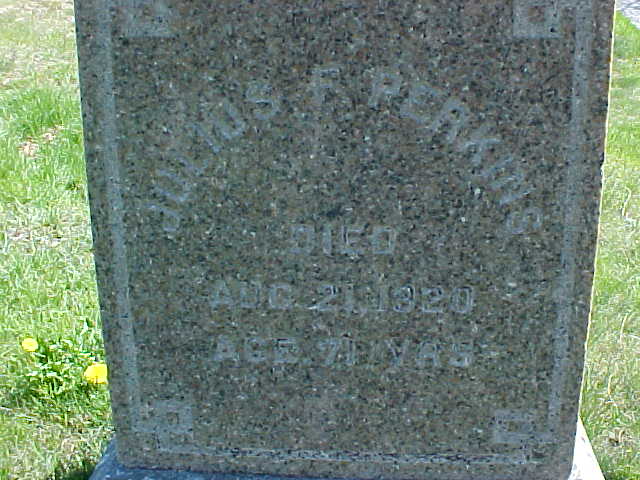 JULIUS F. PERKINS
DIED
AUG. 21, 1920
AGE 71 YRS